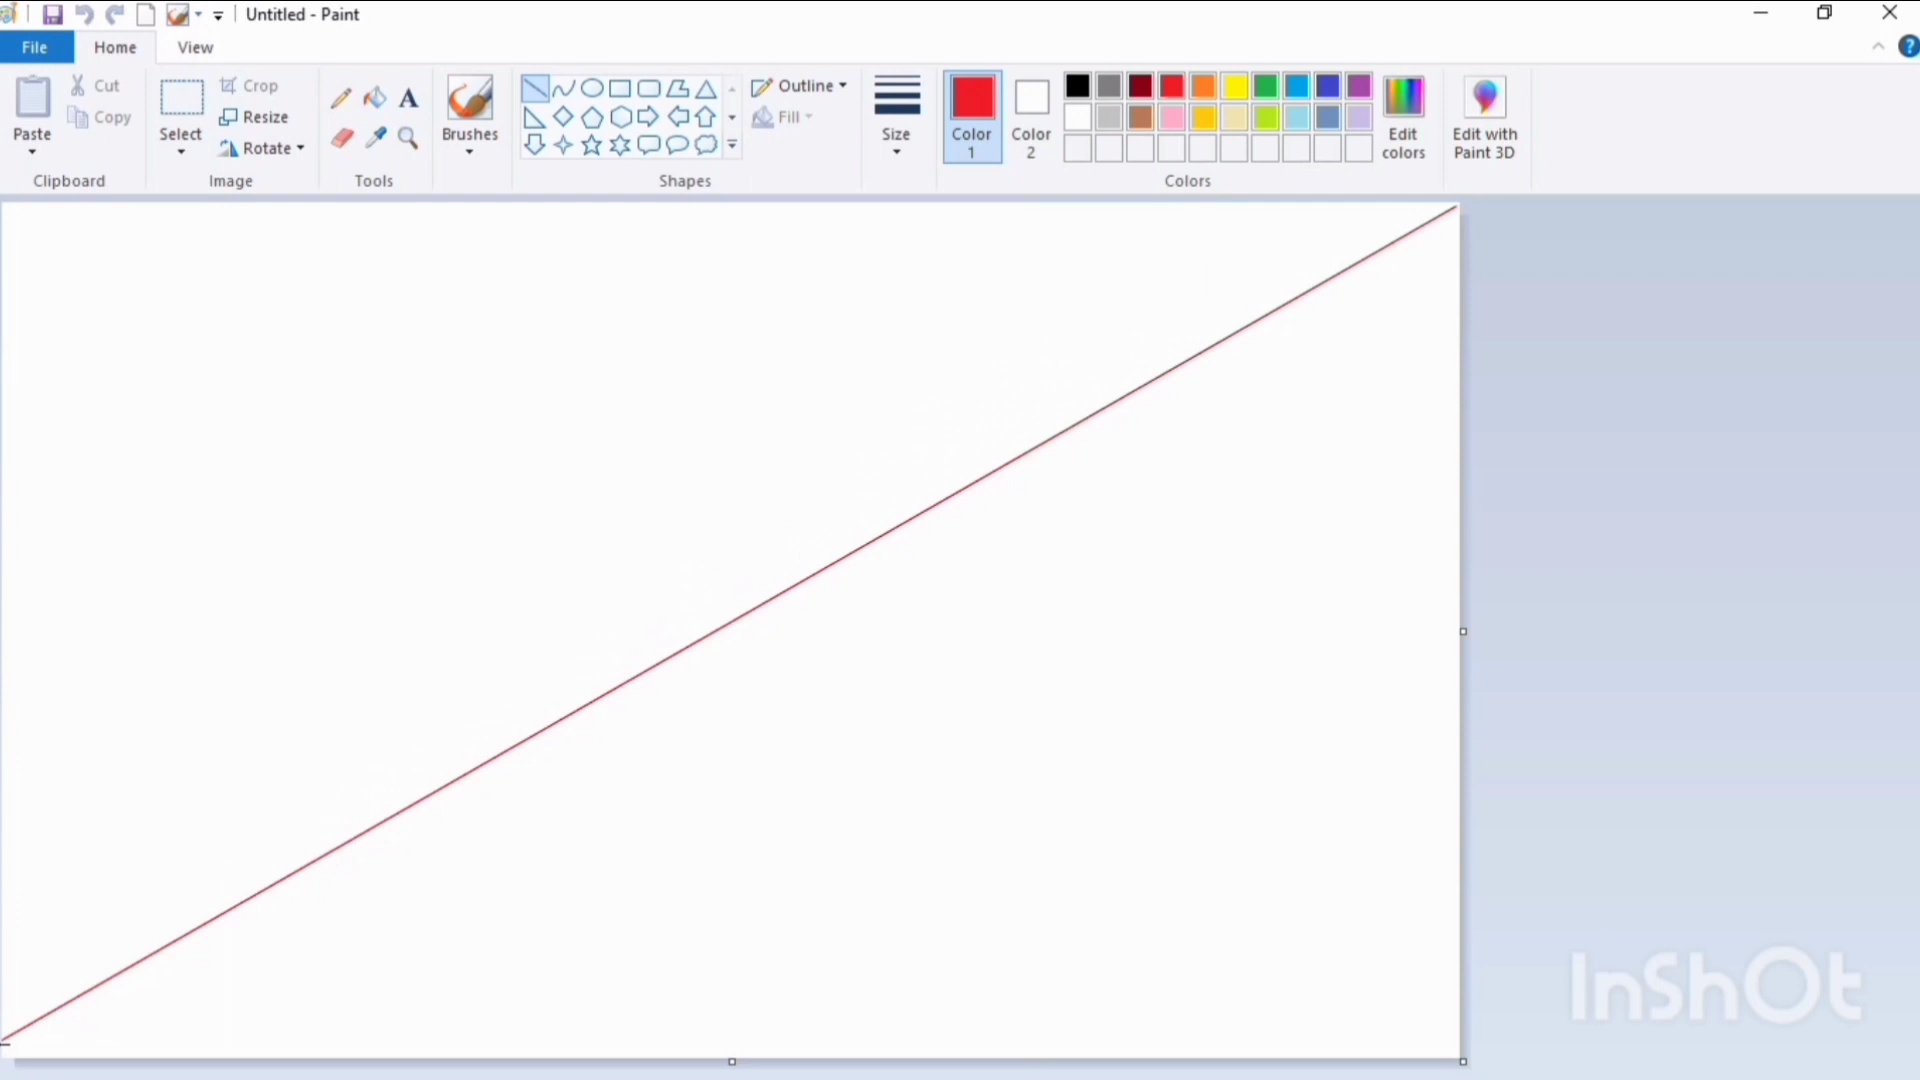 Untitled - Paint
File
Home
View
Paste
Cut
Copy
Clipboard
Select
Crop
Resize
Rotate
Image
A
Tools
Brushes
Shapes
Outline
Fill
Size
Color
1
Color
2
Colors
Edit
colors
Edit with
Paint 3D
?
InShOt